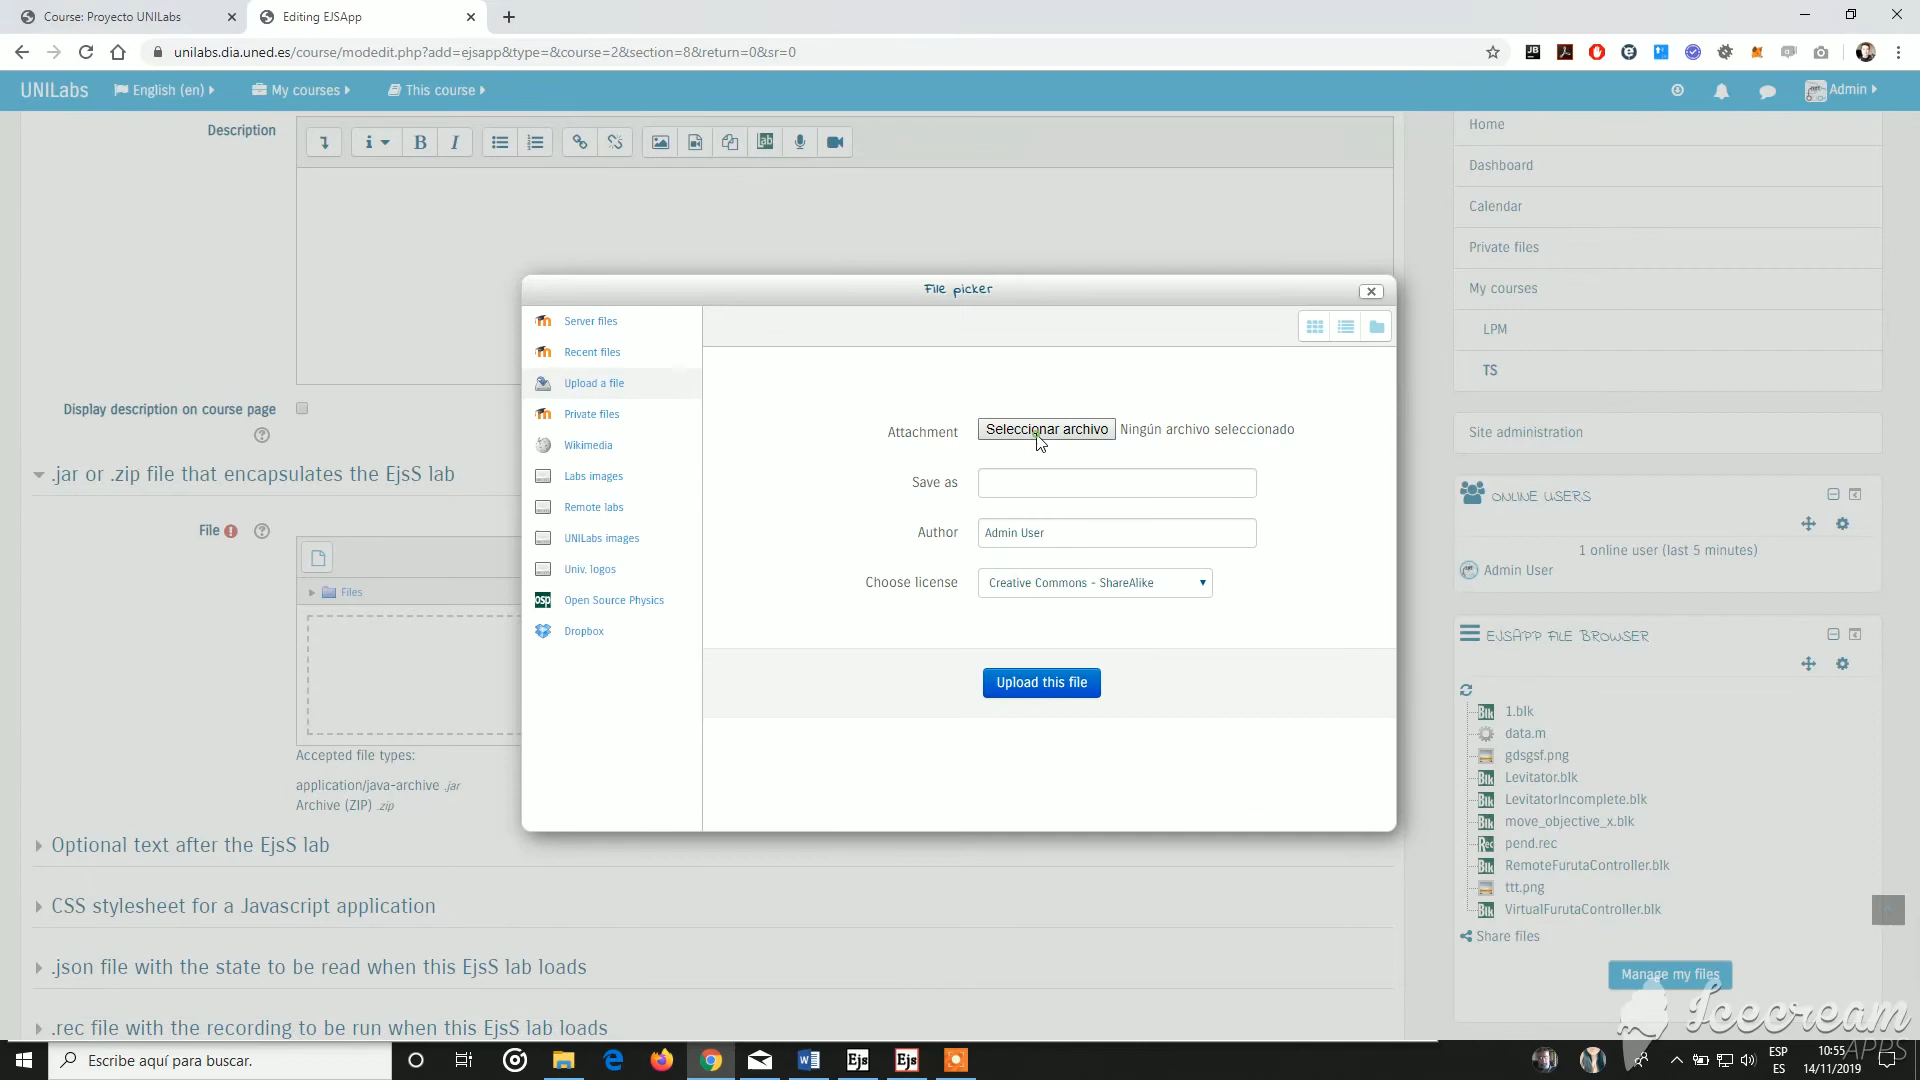 Course: Proyecto UNILabs
Editing EJSApp
unilabs.dia.uned.es/course/modedit.php?add=ejsapp&type=&course=2&section=8&return=0&sr=0
UNILabs
English (en)
My courses
This course
Admin
Description
Display description on course page
.jar or .zip file that encapsulates the EjsS lab
File
Files
Accepted file types:
application/java-archive .jar
Archive (ZIP) .zip
Optional text after the EjsS lab
CSS stylesheet for a Javascript application
.json file with the state to be read when this EjsS lab loads
.rec file with the recording to be run when this EjsS lab loads
File picker
Server files
Recent files
Upload a file
Private files
Wikimedia
Labs images
Remote labs
UNILabs images
Univ. logos
Open Source Physics
Dropbox
Attachment
Seleccionar archivo
Ningún archivo seleccionado
Save as
Author
Admin User
Choose license
Creative Commons - ShareAlike
Upload this file
Home
Dashboard
Calendar
Private files
My courses
LPM
TS
Site administration
ONLINE USERS
1 online user (last 5 minutes)
Admin User
EJSAPP FILE BROWSER
1.blk
data.m
gdsgsf.png
Levitator.blk
LevitatorIncomplete.blk
move_objective_x.blk
pend.rec
RemoteFurutaController.blk
ttt.png
VirtualFurutaController.blk
Share files
Manage my files
Icecream
APPS
Escribe aquí para buscar.
ESP
ES
10:55
14/11/2019